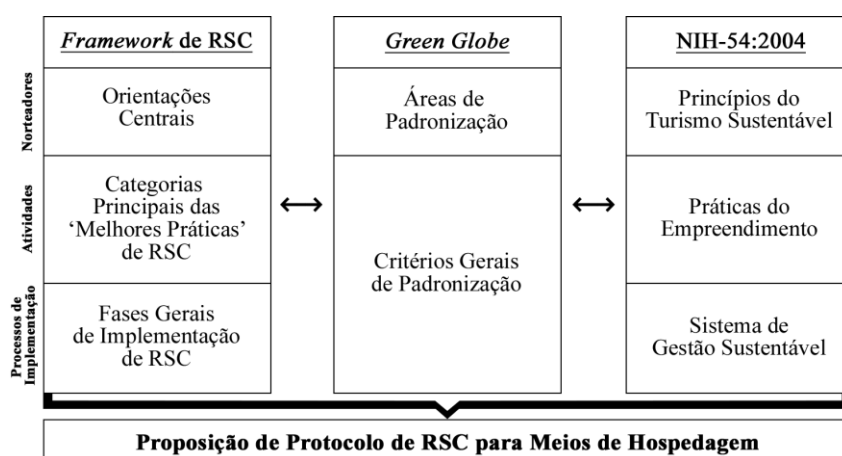 Framework de RSC
Green Globe
NIH-54:2004
Norteadores
Orientações
Centrais
Áreas de
Padronização
Princípios do
Turismo Sustentável
Atividades
Categorias
Principais das
‘Melhores Práticas’
de RSC
Critérios Gerais
de Padronização
Práticas do
Empreendimento
Processos de
Implementação
Fases Gerais
de Implementação
de RSC
Sistema de
Gestão Sustentável
Proposição de Protocolo de RSC para Meios de Hospedagem